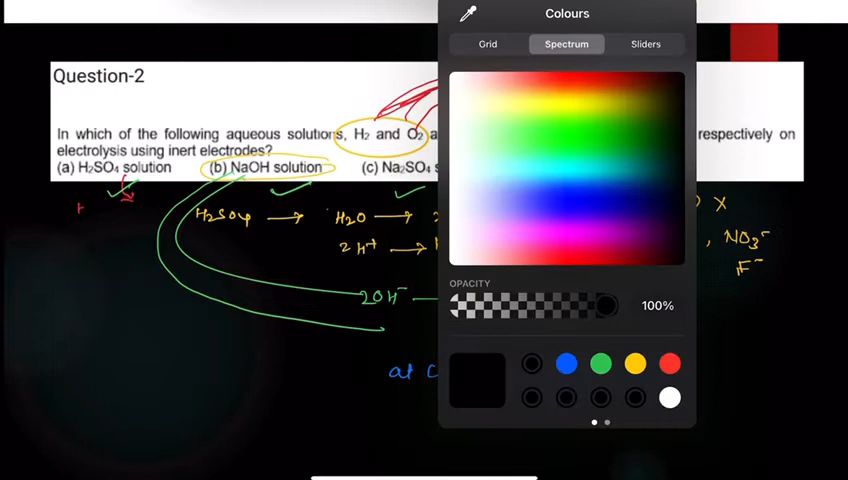 Colours
Grid Spectrum Sliders
Question-2
In which of the following aqueous solutions, H₂ and O₂ a respectively on
electrolysis using inert electrodes?
(a) H₂SO₄ solution (b) NaOH solution (c) Na₂SO₄ s
H₂SO₄ → H₂O → X
2H⁺ → , NO₃⁻
F⁻
OPACITY
100%
2OH⁻
at C